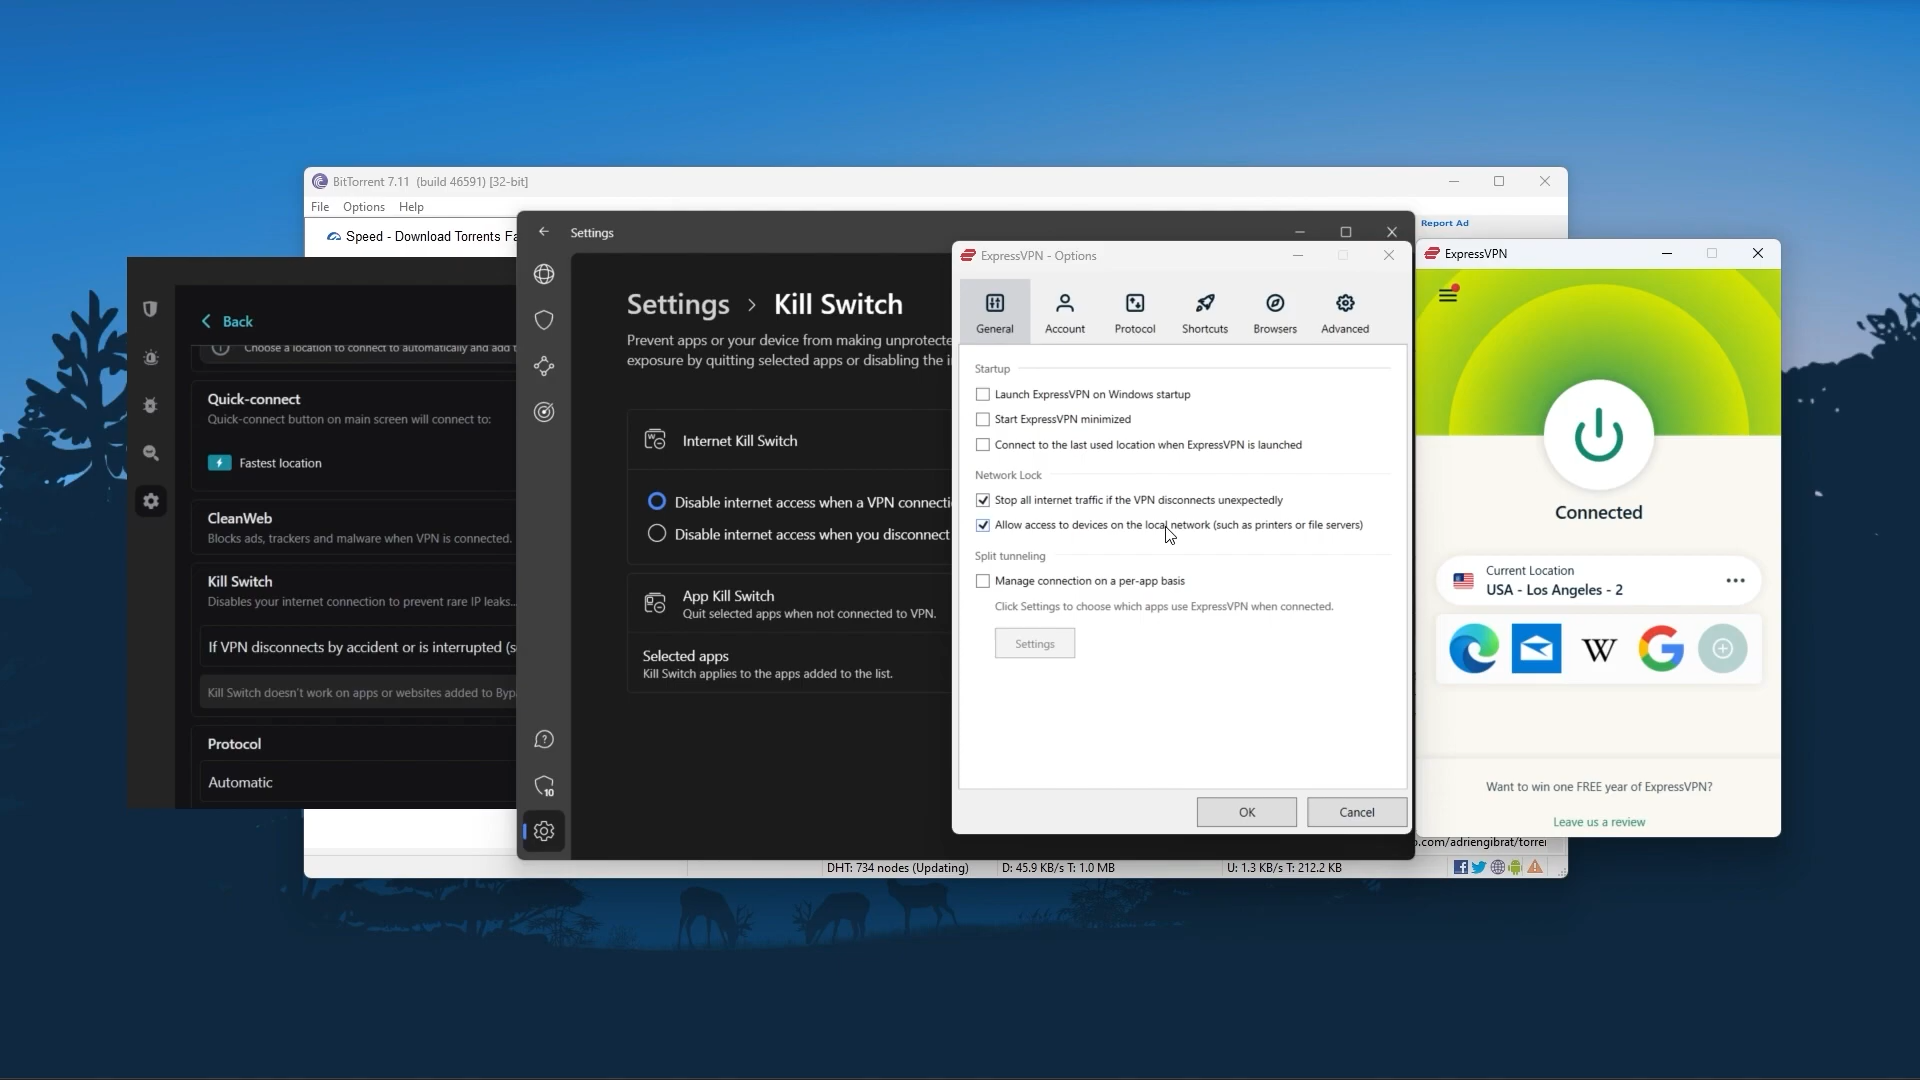 BitTorrent 7.11 (build 46591) [32-bit]
File Options Help
Speed - Download Torrents Fa
Report Ad
Back
Choose a location to connect to automatically and add t
Quick-connect
Quick-connect button on main screen will connect to:
Fastest location
CleanWeb
Blocks ads, trackers and malware when VPN is connected.
Kill Switch
Disables your internet connection to prevent rare IP leaks...
If VPN disconnects by accident or is interrupted (s
Kill Switch doesn't work on apps or websites added to Byp
Protocol
Automatic
Settings
Settings > Kill Switch
Prevent apps or your device from making unprotecte
exposure by quitting selected apps or disabling the i
Internet Kill Switch
Disable internet access when a VPN connecti
Disable internet access when you disconnect
App Kill Switch
Quit selected apps when not connected to VPN.
Selected apps
Kill Switch applies to the apps added to the list.
10
ExpressVPN - Options
General Account Protocol Shortcuts Browsers Advanced
Startup
Launch ExpressVPN on Windows startup
Start ExpressVPN minimized
Connect to the last used location when ExpressVPN is launched
Network Lock
Stop all internet traffic if the VPN disconnects unexpectedly
Allow access to devices on the local network (such as printers or file servers)
Split tunneling
Manage connection on a per-app basis
Click Settings to choose which apps use ExpressVPN when connected.
Settings
OK Cancel
ExpressVPN
Connected
Current Location
USA - Los Angeles - 2
W
Want to win one FREE year of ExpressVPN?
Leave us a review
o.com/adriengibrat/torrei
DHT: 734 nodes (Updating) D: 45.9 KB/s T: 1.0 MB U: 1.3 KB/s T: 212.2 KB